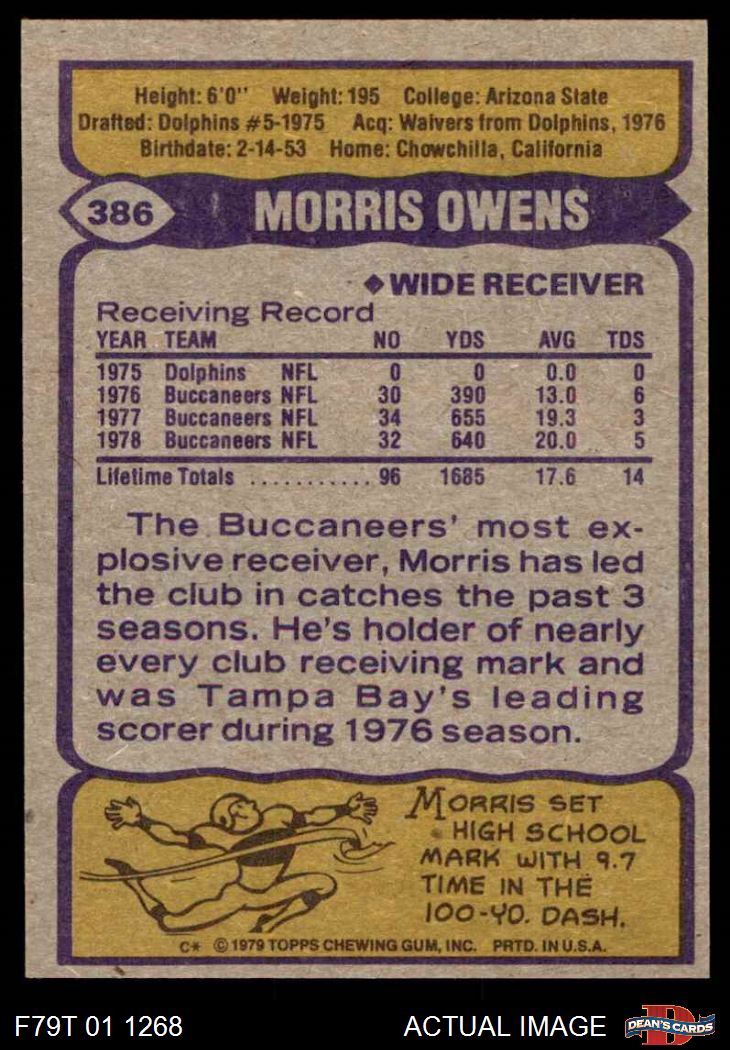 Height: 6'0" Weight: 195 College: Arizona State
Drafted: Dolphins #5-1975 Acq: Waivers from Dolphins, 1976
Birthdate: 2-14-53 Home: Chowchilla, California
386 MORRIS OWENS
◆WIDE RECEIVER
Receiving Record
YEAR TEAM NO YDS AVG TDS
1975 Dolphins NFL 0 0 0.0 0
1976 Buccaneers NFL 30 390 13.0 6
1977 Buccaneers NFL 34 655 19.3 3
1978 Buccaneers NFL 32 640 20.0 5
Lifetime Totals ........... 96 1685 17.6 14
The Buccaneers' most ex-
plosive receiver, Morris has led
the club in catches the past 3
seasons. He's holder of nearly
every club receiving mark and
was Tampa Bay's leading
scorer during 1976 season.
MORRIS SET
HIGH SCHOOL
MARK WITH 9.7
TIME IN THE
100-YD. DASH.
C* © 1979 TOPPS CHEWING GUM, INC. PRTD. IN U.S.A.
F79T 01 1268 ACTUAL IMAGE D DEAN'S CARDS